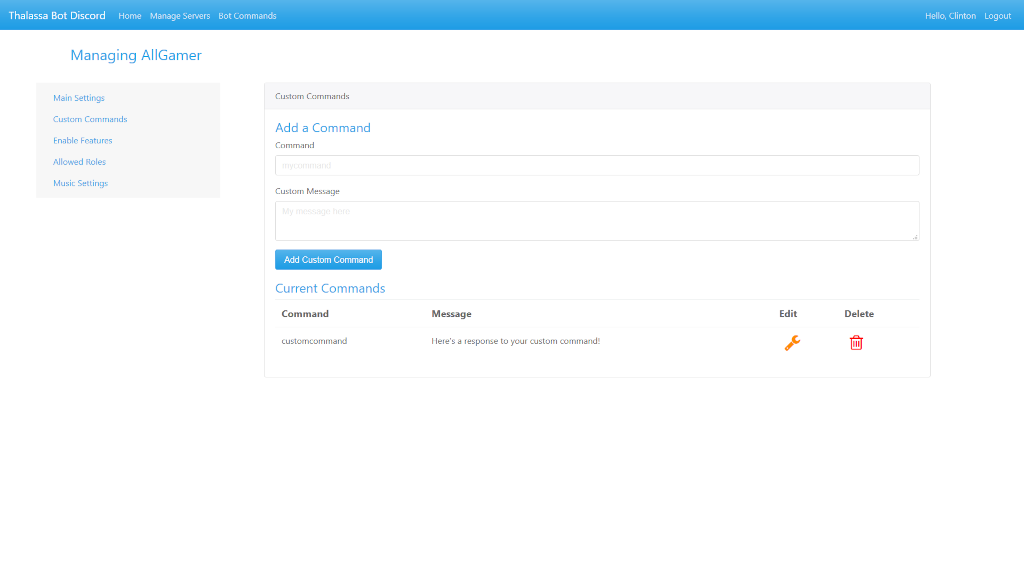 Thalassa Bot Discord Home Manage Servers Bot Commands Hello, Clinton Logout
Managing AllGamer
Main Settings
Custom Commands
Enable Features
Allowed Roles
Music Settings
Custom Commands
Add a Command
Command
mycommand
Custom Message
My message here
Add Custom Command
Current Commands
Command Message Edit Delete
customcommand Here's a response to your custom command!